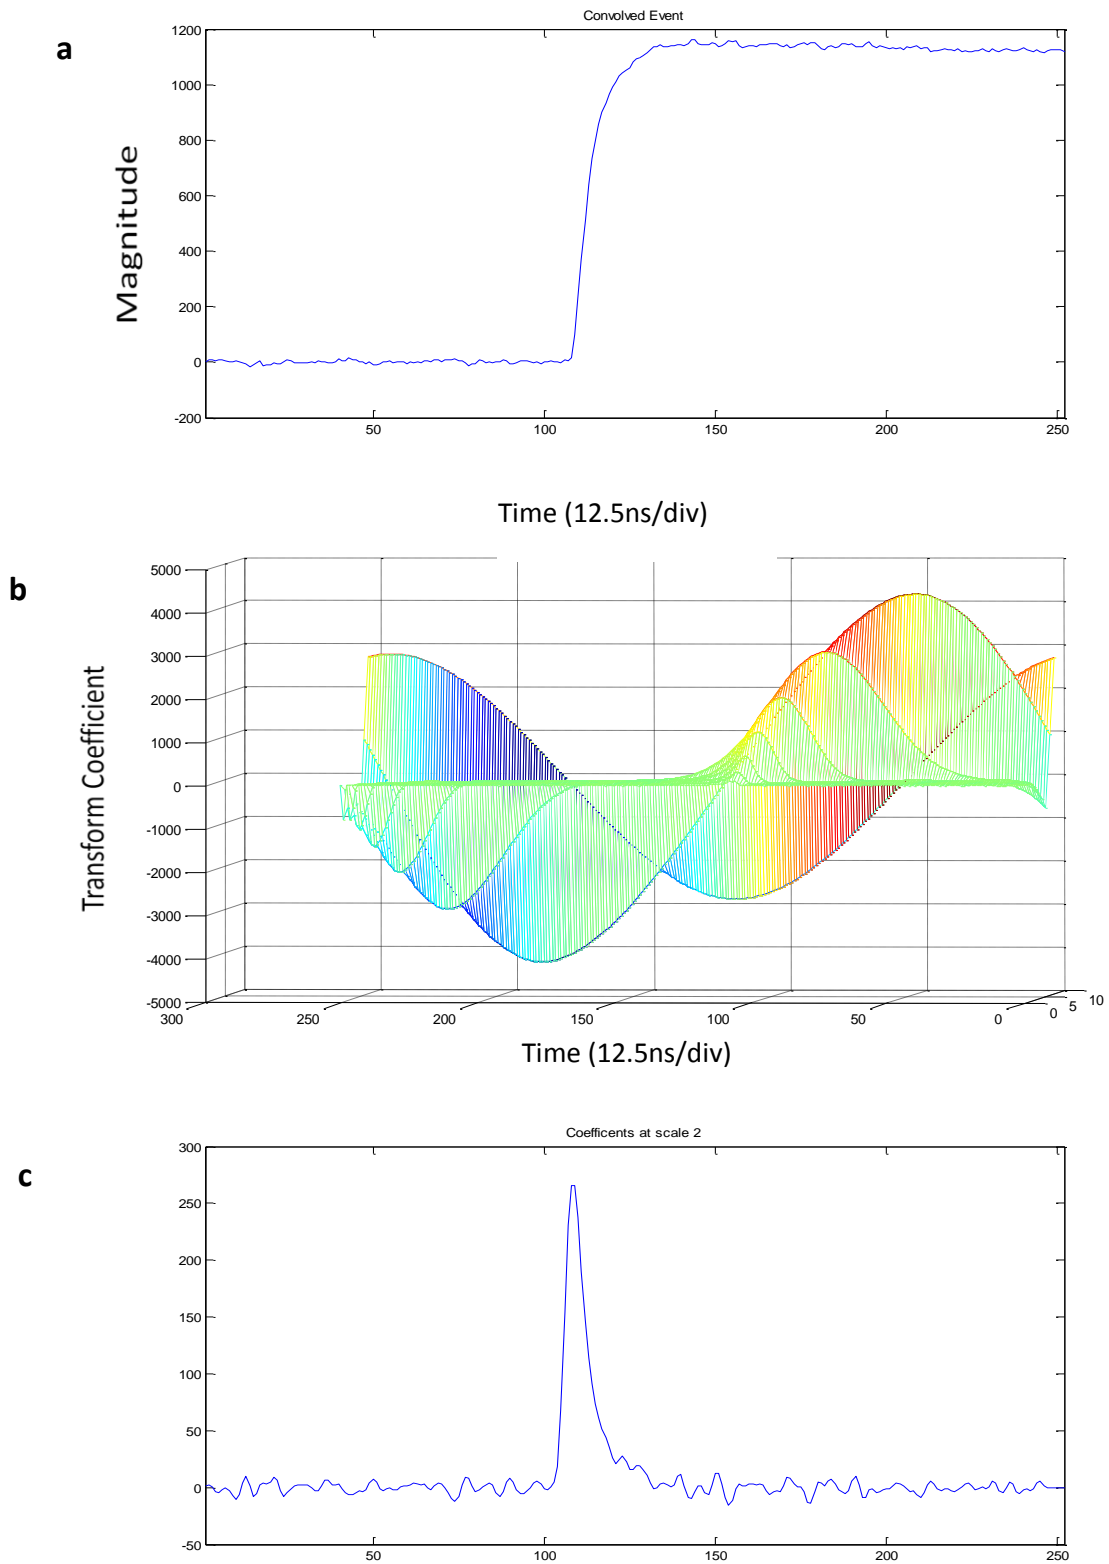 Convolved Event
a
1200
1000
800
600
400
200
0
-200
Magnitude
50 100 150 200 250
Time (12.5ns/div)
b
5000
4000
3000
2000
1000
0
-1000
-2000
-3000
-4000
-5000
Transform Coefficient
300 250 200 150 100 50 0 0 5 10
Time (12.5ns/div)
c
Coefficents at scale 2
300
250
200
150
100
50
0
-50
50 100 150 200 250